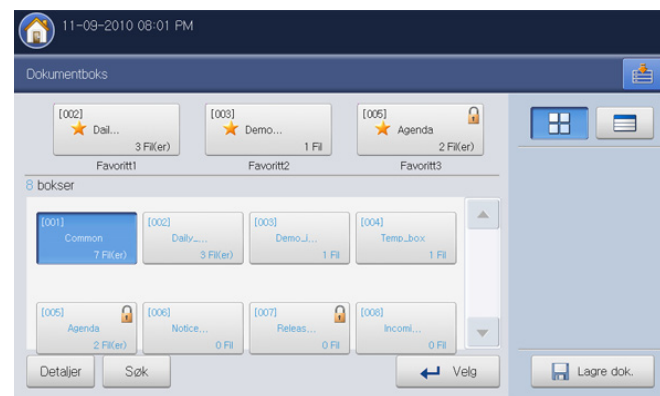 11-09-2010 08:01 PM
Dokumentboks
[002]
Dail...
3 Fil(er)
Favoritt1
[003]
Demo...
1 Fil
Favoritt2
[005]
Agenda
2 Fil(er)
Favoritt3
8 bokser
[001]
Common
7 Fil(er)
[002]
Daily_...
3 Fil(er)
[003]
Demo_i...
1 Fil
[004]
Temp_box
1 Fil
[005]
Agenda
2 Fil(er)
[006]
Notice...
0 Fil
[007]
Releas...
0 Fil
[008]
Incomi...
0 Fil
Detaljer
Søk
Velg
Lagre dok.